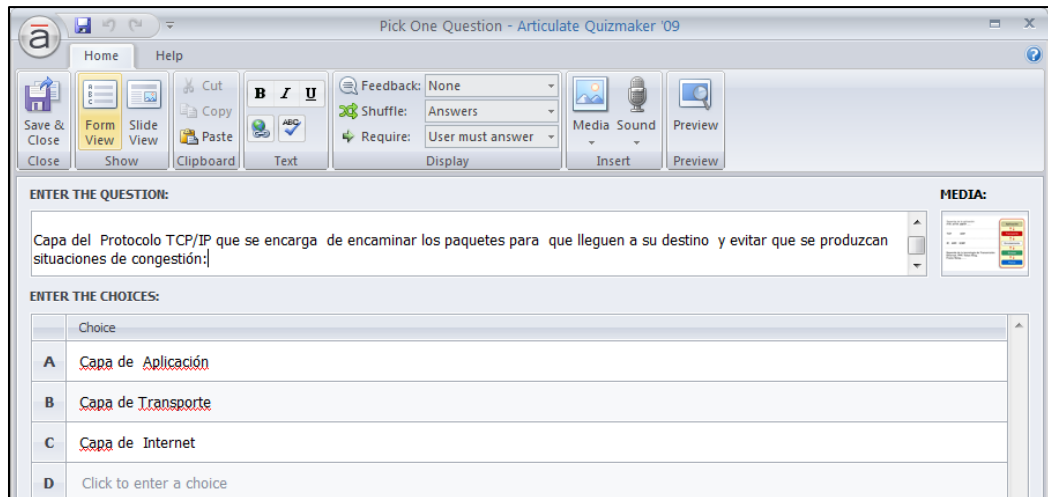 Pick One Question - Articulate Quizmaker '09
Home Help
Save & Close
Form View
Slide View
Cut
Copy
Paste
B I U
ABC
Feedback: None
Shuffle: Answers
Require: User must answer
Media Sound
Preview
Close Show Clipboard Text Display Insert Preview
ENTER THE QUESTION: MEDIA:
Capa del Protocolo TCP/IP que se encarga de encaminar los paquetes para que lleguen a su destino y evitar que se produzcan
situaciones de congestión:
ENTER THE CHOICES:
Choice
A Capa de Aplicación
B Capa de Transporte
C Capa de Internet
D Click to enter a choice